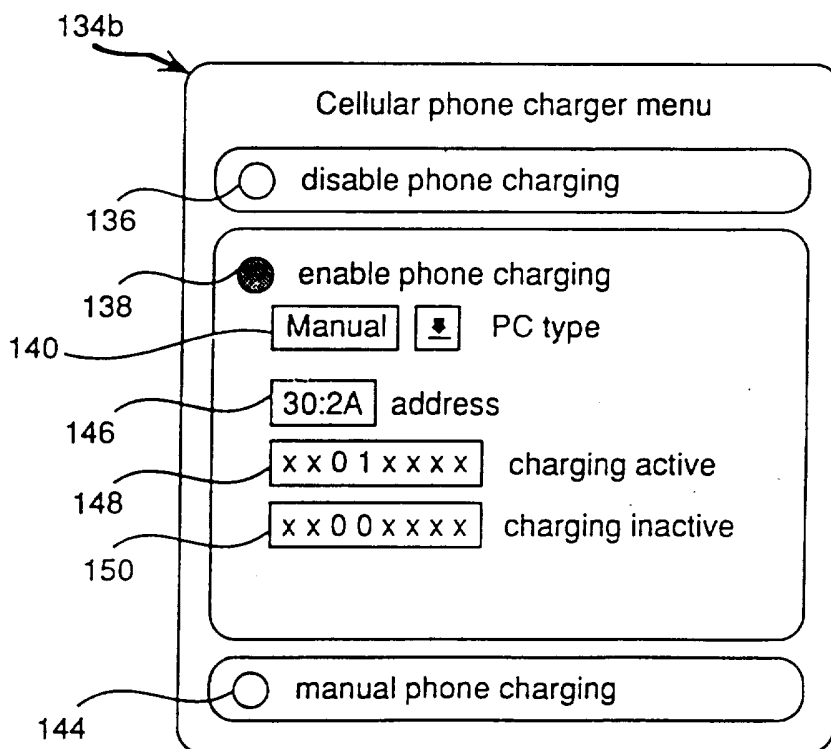 134b
Cellular phone charger menu
disable phone charging
136
enable phone charging
138
Manual PC type
140
30:2A address
146
x x 0 1 x x x x charging active
148
x x 0 0 x x x x charging inactive
150
manual phone charging
144